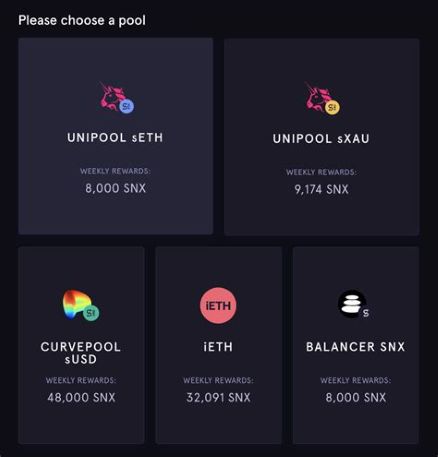 Please choose a pool
UNIPOOL sETH
WEEKLY REWARDS:
8,000 SNX
UNIPOOL sXAU
WEEKLY REWARDS:
9,174 SNX
CURVEPOOL
sUSD
WEEKLY REWARDS:
48,000 SNX
iETH
iETH
WEEKLY REWARDS:
32,091 SNX
BALANCER SNX
WEEKLY REWARDS:
8,000 SNX